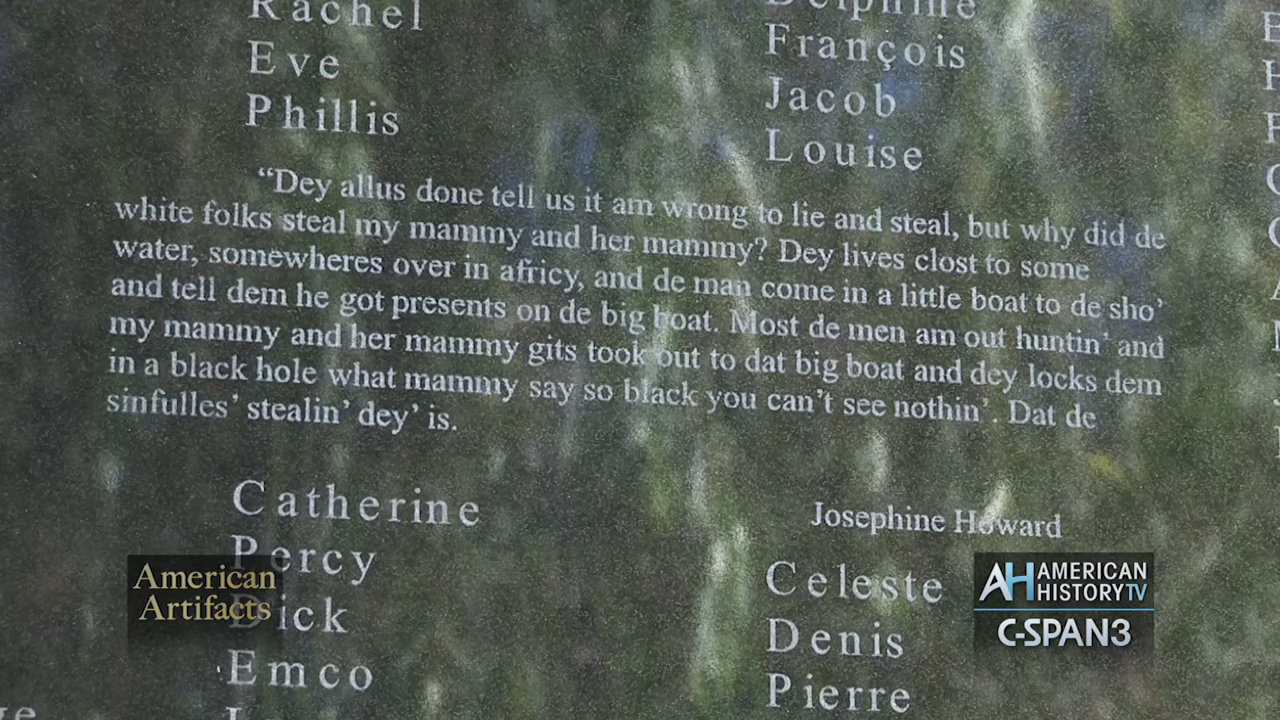 Rachel
Delphine
Eve
François
Phillis
Jacob
Louise
“Dey allus done tell us it am wrong to lie and steal, but why did de
white folks steal my mammy and her mammy? Dey lives clost to some
water, somewheres over in africy, and de man come in a little boat to de sho’
and tell dem he got presents on de big boat. Most de men am out huntin’ and
my mammy and her mammy gits took out to dat big boat and dey locks dem
in a black hole what mammy say so black you can’t see nothin’. Dat de
sinfulles’ stealin’ dey’ is.
Josephine Howard
Catherine
Percy
Dick
Emco
Celeste
Denis
Pierre
American
Artifacts
AH AMERICAN
HISTORY TV
C-SPAN3